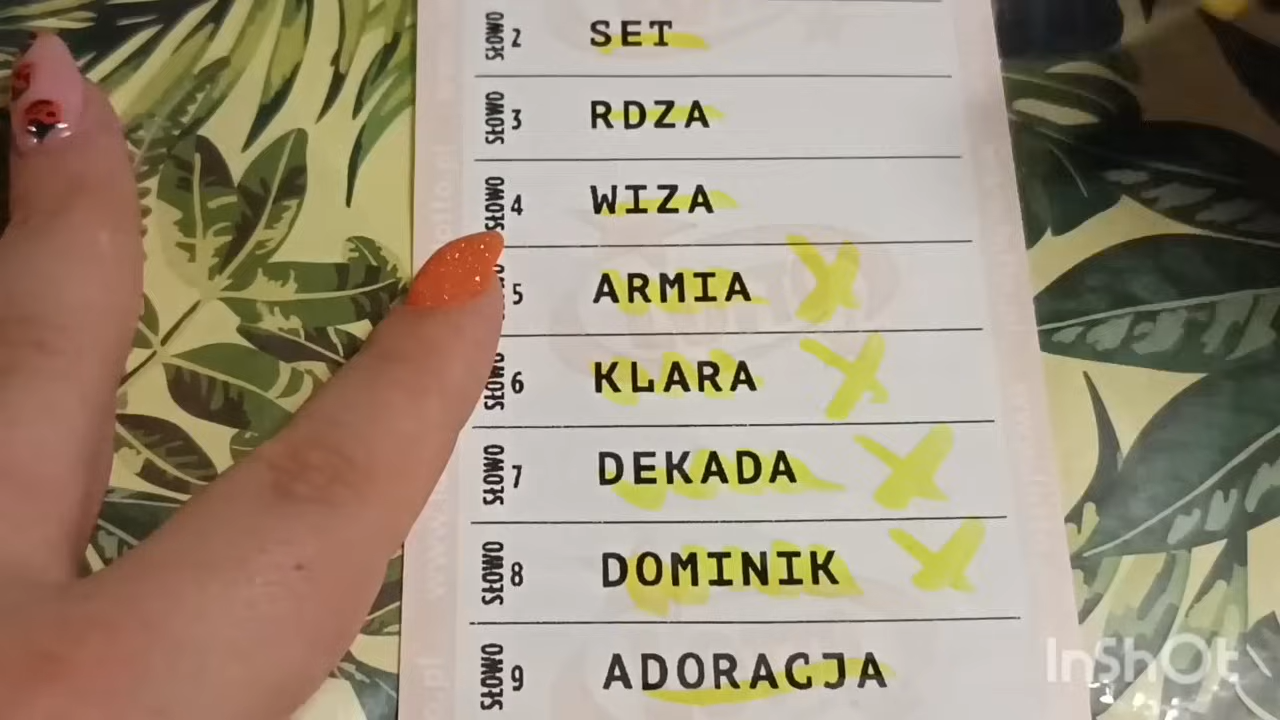 SŁOWO 2 SET
SŁOWO 3 RDZA
SŁOWO 4 WIZA
5 ARMIA
SŁOWO 6 KLARA
SŁOWO 7 DEKADA
SŁOWO 8 DOMINIK
SŁOWO 9 ADORACJA
InShOt